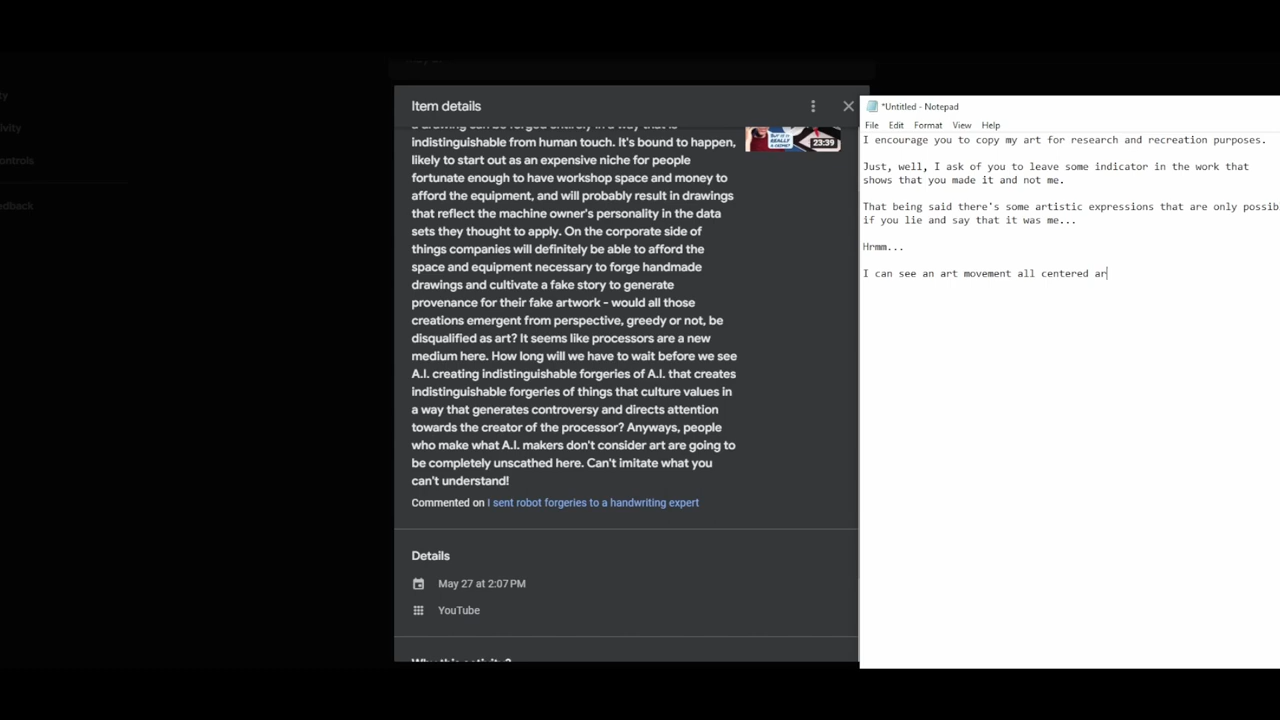 Item details
indistinguishable from human touch. It's bound to happen,
likely to start out as an expensive niche for people
fortunate enough to have workshop space and money to
afford the equipment, and will probably result in drawings
that reflect the machine owner's personality in the data
sets they thought to apply. On the corporate side of
things companies will definitely be able to afford the
space and equipment necessary to forge handmade
drawings and cultivate a fake story to generate
provenance for their fake artwork - would all those
creations emergent from perspective, greedy or not, be
disqualified as art? It seems like processors are a new
medium here. How long will we have to wait before we see
A.I. creating indistinguishable forgeries of A.I. that creates
indistinguishable forgeries of things that culture values in
a way that generates controversy and directs attention
towards the creator of the processor? Anyways, people
who make what A.I. makers don't consider art are going to
be completely unscathed here. Can't imitate what you
can't understand!
Commented on I sent robot forgeries to a handwriting expert
Details
May 27 at 2:07 PM
YouTube
23:39
*Untitled - Notepad
File Edit Format View Help
I encourage you to copy my art for research and recreation purposes.
Just, well, I ask of you to leave some indicator in the work that
shows that you made it and not me.
That being said there's some artistic expressions that are only possib
if you lie and say that it was me...
Hrmm...
I can see an art movement all centered ar